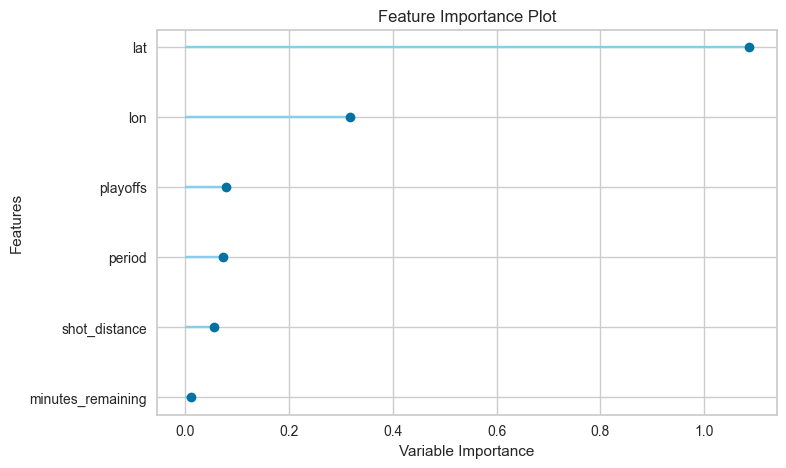 Feature Importance Plot
lat
lon
playoffs
period
shot_distance
minutes_remaining
Features
0.0 0.2 0.4 0.6 0.8 1.0
Variable Importance